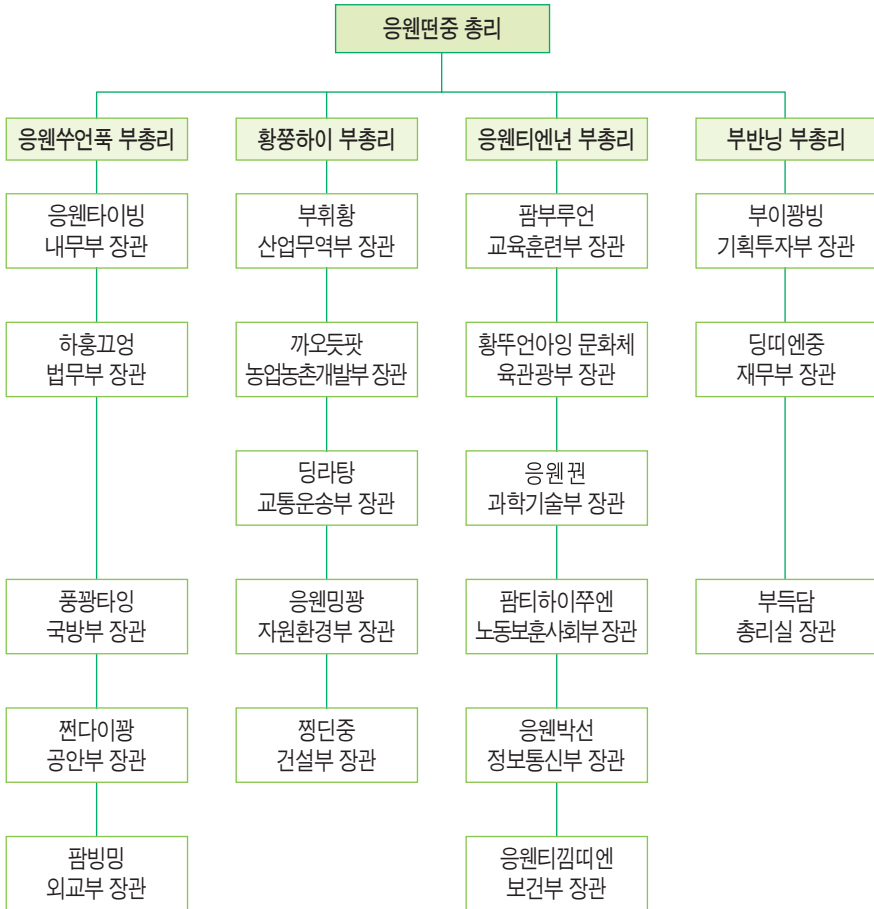 응웬떤중 총리
응웬쑤언푹 부총리
황쭝하이 부총리
응웬티엔년 부총리
부반닝 부총리
응웬타이빙
내무부 장관
부휘황
산업무역부 장관
팜부루언
교육훈련부 장관
부이꽝빙
기획투자부 장관
하훙끄엉
법무부 장관
까오듯팟
농업농촌개발부 장관
황뚜언아잉 문화체
육관광부 장관
딩띠엔중
재무부 장관
딩라탕
교통운송부 장관
응웬꿘
과학기술부 장관
풍꽝타잉
국방부 장관
응웬밍꽝
자원환경부 장관
팜티하이쭈엔
노동보훈사회부 장관
부득담
총리실 장관
쩐다이꽝
공안부 장관
찡딘중
건설부 장관
응웬박선
정보통신부 장관
팜빙밍
외교부 장관
응웬티낌띠엔
보건부 장관